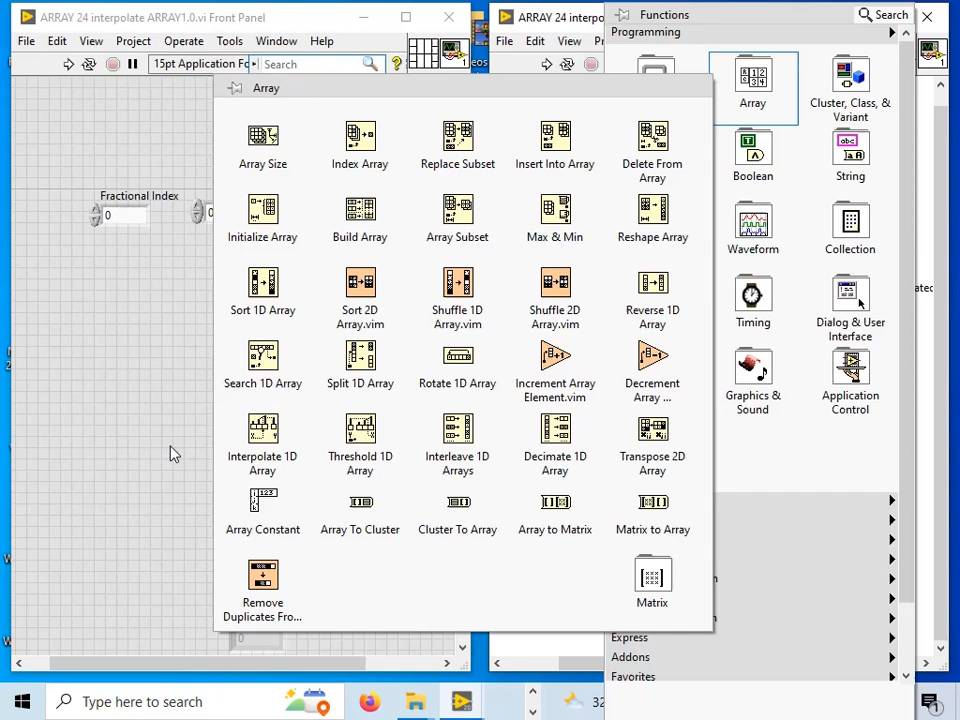 ARRAY 24 interpolate ARRAY1.0.vi Front Panel
ARRAY 24 interp
Functions
Search
File Edit View Project Operate Tools Window Help
File Edit View
Programming
15pt Application Fo
Search
Array
Array
Cluster, Class, & Variant
Array Size
Index Array
Replace Subset
Insert Into Array
Delete From Array
Boolean
String
Fractional Index
0
0
Initialize Array
Build Array
Array Subset
Max & Min
Reshape Array
Waveform
Collection
Sort 1D Array
Sort 2D Array.vim
Shuffle 1D Array.vim
Shuffle 2D Array.vim
Reverse 1D Array
Timing
Dialog & User Interface
Search 1D Array
Split 1D Array
Rotate 1D Array
Increment Array Element.vim
Decrement Array ...
Graphics & Sound
Application Control
Interpolate 1D Array
Threshold 1D Array
Interleave 1D Arrays
Decimate 1D Array
Transpose 2D Array
Array Constant
Array To Cluster
Cluster To Array
Array to Matrix
Matrix to Array
Remove Duplicates Fro...
Matrix
0
Express
Addons
Favorites
Type here to search
32